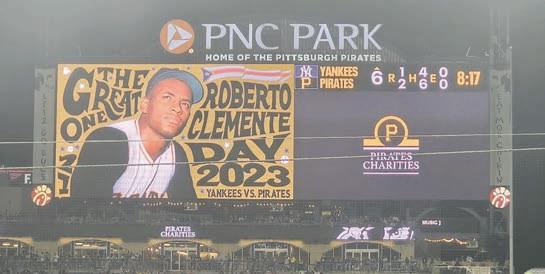 PNC PARK
HOME OF THE PITTSBURGH PIRATES
THE
GREAT
ONE
ROBERTO
CLEMENTE
DAY
2023
YANKEES VS. PIRATES
YANKEES
PIRATES
6 R 1 2 H 4 6 E 0 0 8:17
P
PIRATES
CHARITIES
PIRATES
CHARITIES
MUSIC